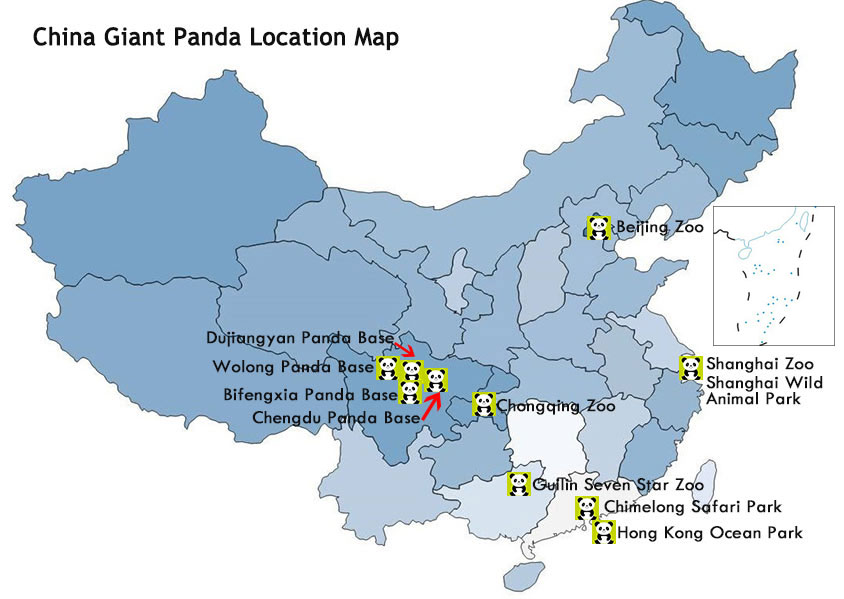 China Giant Panda Location Map
Beijing Zoo
Dujiangyan Panda Base
Wolong Panda Base
Shanghai Zoo
Shanghai Wild
Animal Park
Bifengxia Panda Base
Chongqing Zoo
Chengdu Panda Base
Guilin Seven Star Zoo
Chimelong Safari Park
Hong Kong Ocean Park